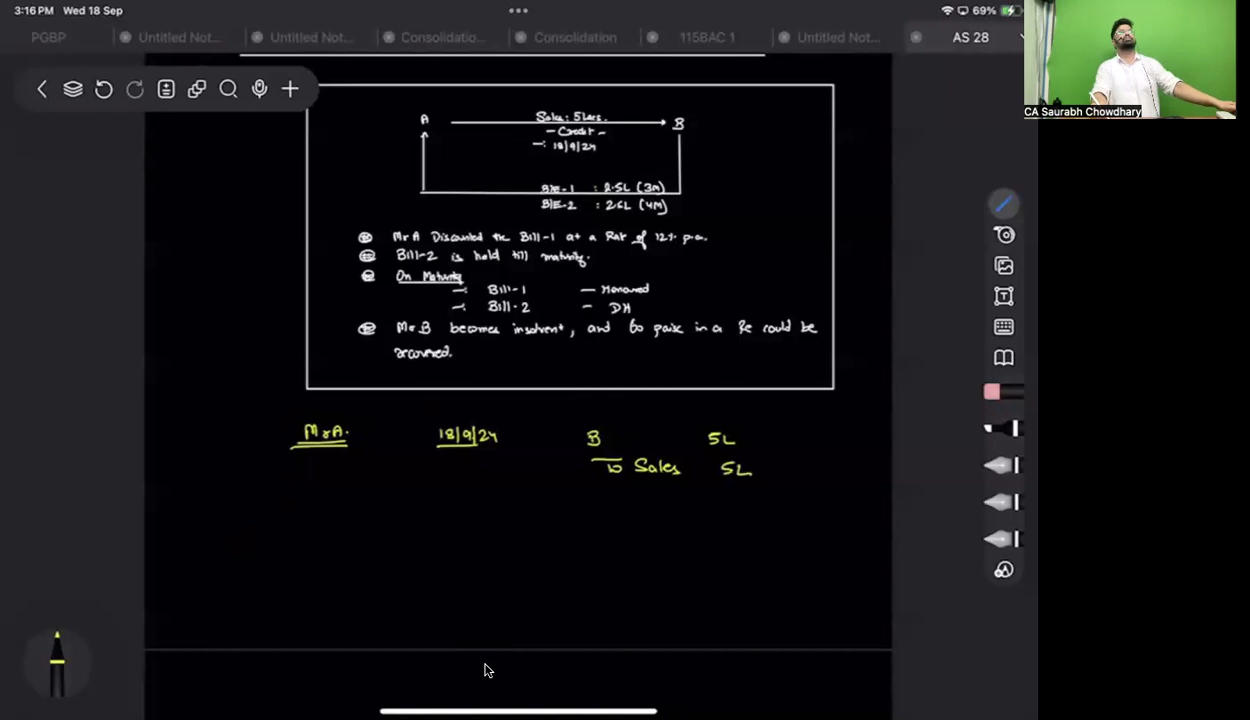 3:16 PM Wed 18 Sep
69%
PGBP
Untitled Not...
Untitled Not...
Consolidatio...
Consolidation
115BAC 1
Untitled Not...
AS 28
CA Saurabh Chowdhary
A
Sales: 5 Lacs.
B
- Credit -
-: 18/9/24
B/E-1 : 2.5L (3M)
B/E-2 : 2.5L (4M)
Mr A Discounted the Bill-1 at a Rate of 12% p.a.
Bill-2 is held till maturity.
On Maturity
-: Bill-1 - Honoured
-: Bill-2 - DH
Mr B becomes insolvent, and 60 paise in a Re could be
recovered.
Mr A. 18/9/24 B 5L
To Sales 5L